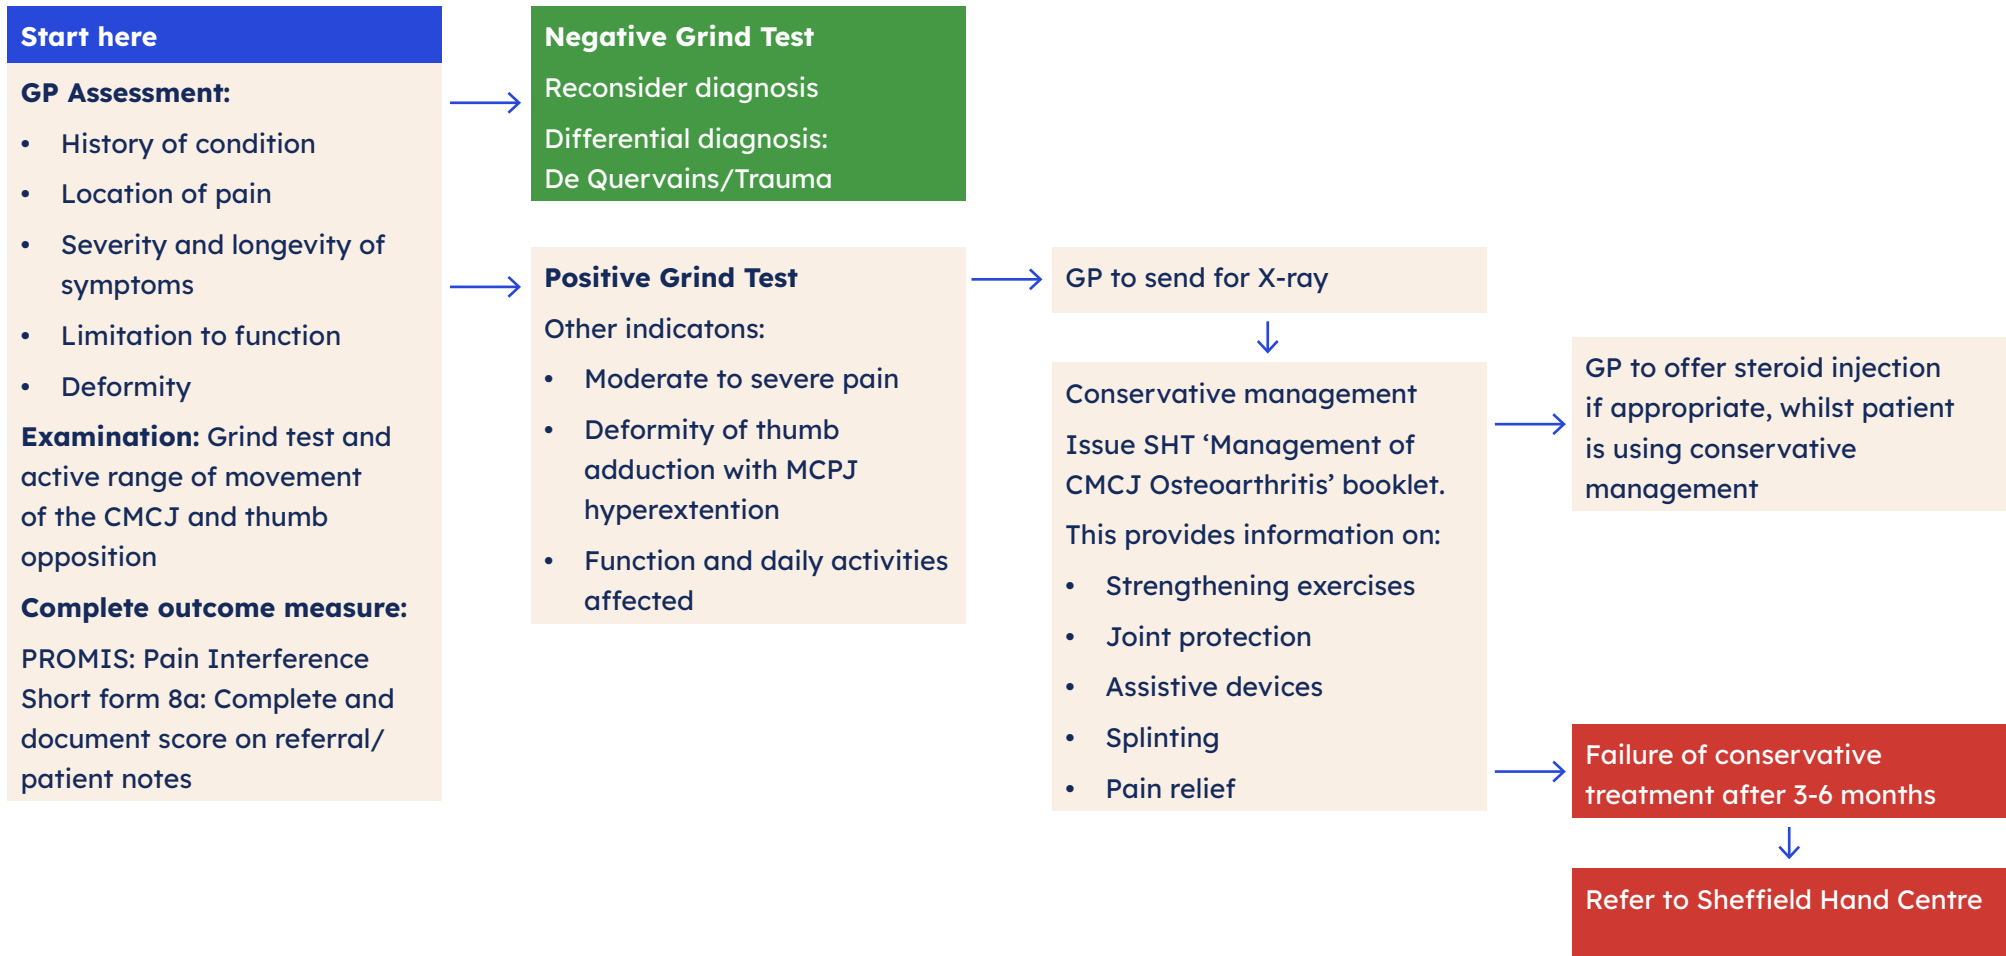 Start here
GP Assessment:
• History of condition
• Location of pain
• Severity and longevity of
symptoms
• Limitation to function
• Deformity
Examination: Grind test and
active range of movement
of the CMCJ and thumb
opposition
Complete outcome measure:
PROMIS: Pain Interference
Short form 8a: Complete and
document score on referral/
patient notes
Negative Grind Test
Reconsider diagnosis
Differential diagnosis:
De Quervains/Trauma
Positive Grind Test
Other indicatons:
• Moderate to severe pain
• Deformity of thumb
adduction with MCPJ
hyperextention
• Function and daily activities
affected
GP to send for X-ray
Conservative management
Issue SHT ‘Management of
CMCJ Osteoarthritis’ booklet.
This provides information on:
• Strengthening exercises
• Joint protection
• Assistive devices
• Splinting
• Pain relief
GP to offer steroid injection
if appropriate, whilst patient
is using conservative
management
Failure of conservative
treatment after 3-6 months
Refer to Sheffield Hand Centre